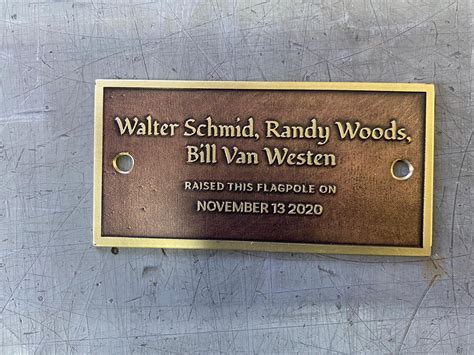 Walter Schmid, Randy Woods,
Bill Van Westen
RAISED THIS FLAGPOLE ON
NOVEMBER 13 2020